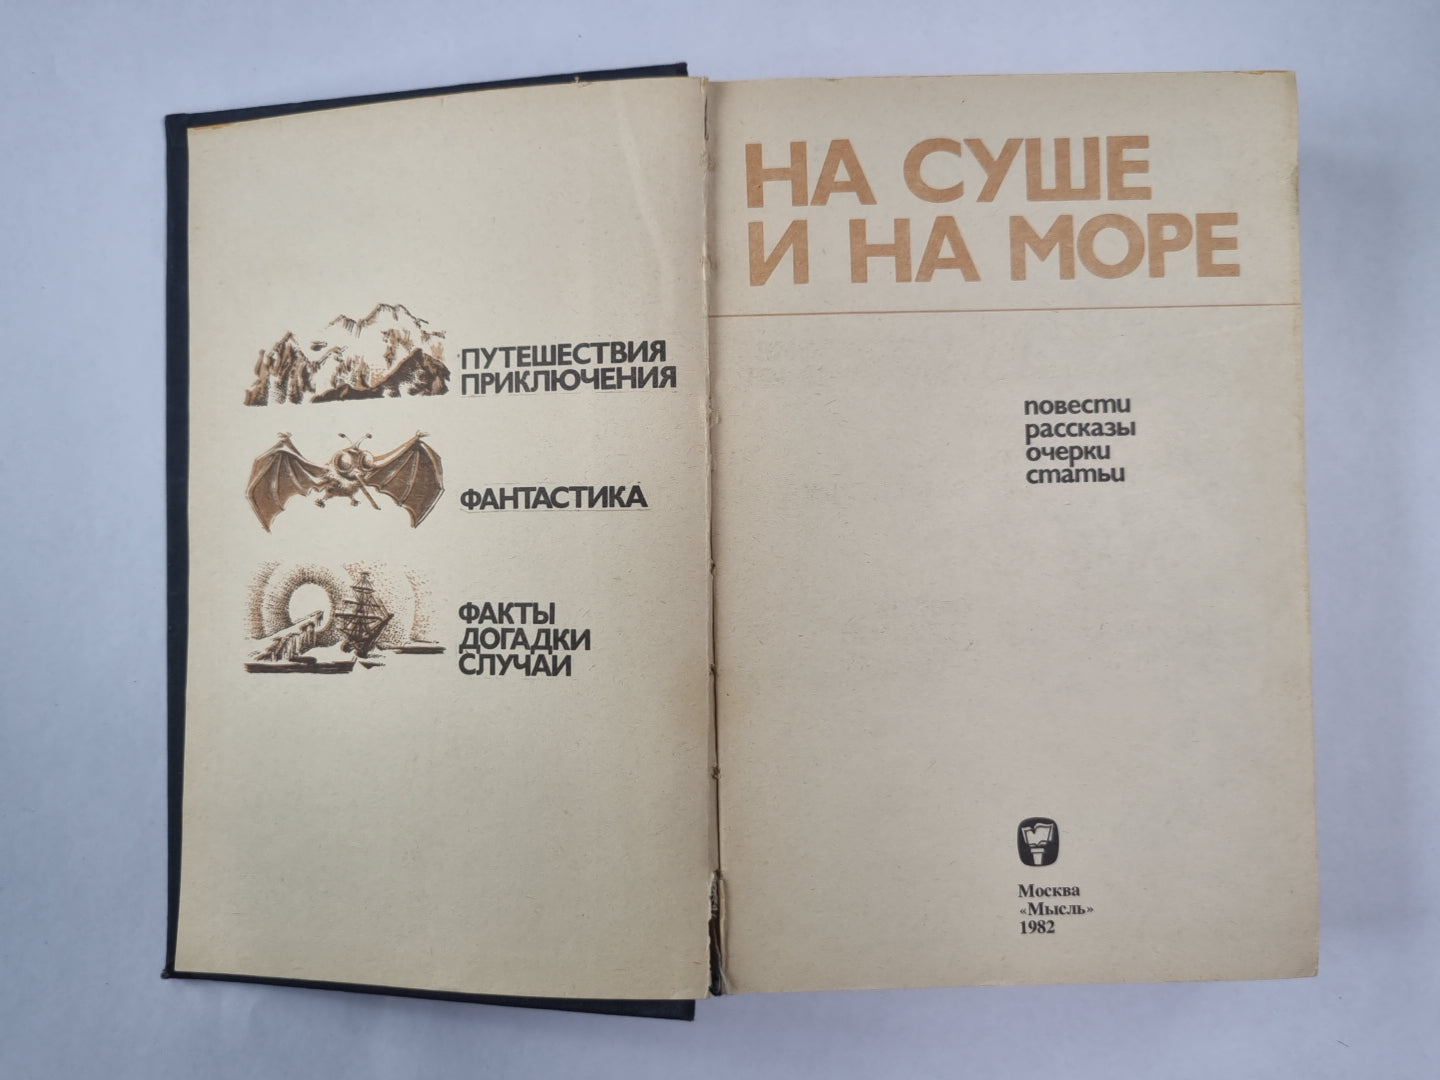 ПУТЕШЕСТВИЯ
ПРИКЛЮЧЕНИЯ
ФАНТАСТИКА
ФАКТЫ
ДОГАДКИ
СЛУЧАИ
НА СУШЕ
И НА МОРЕ
повести
рассказы
очерки
статьи
Москва
«Мысль»
1982